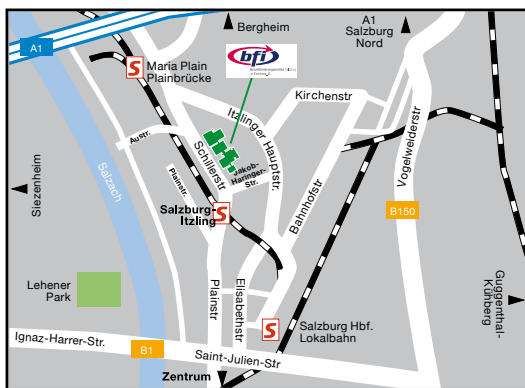 Bergheim
A1
Salzburg
Nord
A1
bfi
Maria Plain
Plainbrücke
S
Kirchenstr
Itzlinger Hauptstr.
Austr.
Schillerstr
Jakob-
Haringer-
Str.
Plainstr.
Salzach
Siezenheim
Vogelweiderstr
Bahnhofstr
Salzburg-
Itzling
S
B150
Lehener
Park
Plainstr
Elisabethstr
Guggenthal-
Kühberg
S
Salzburg Hbf.
Lokalbahn
Ignaz-Harrer-Str.
B1
Saint-Julien-Str
Zentrum